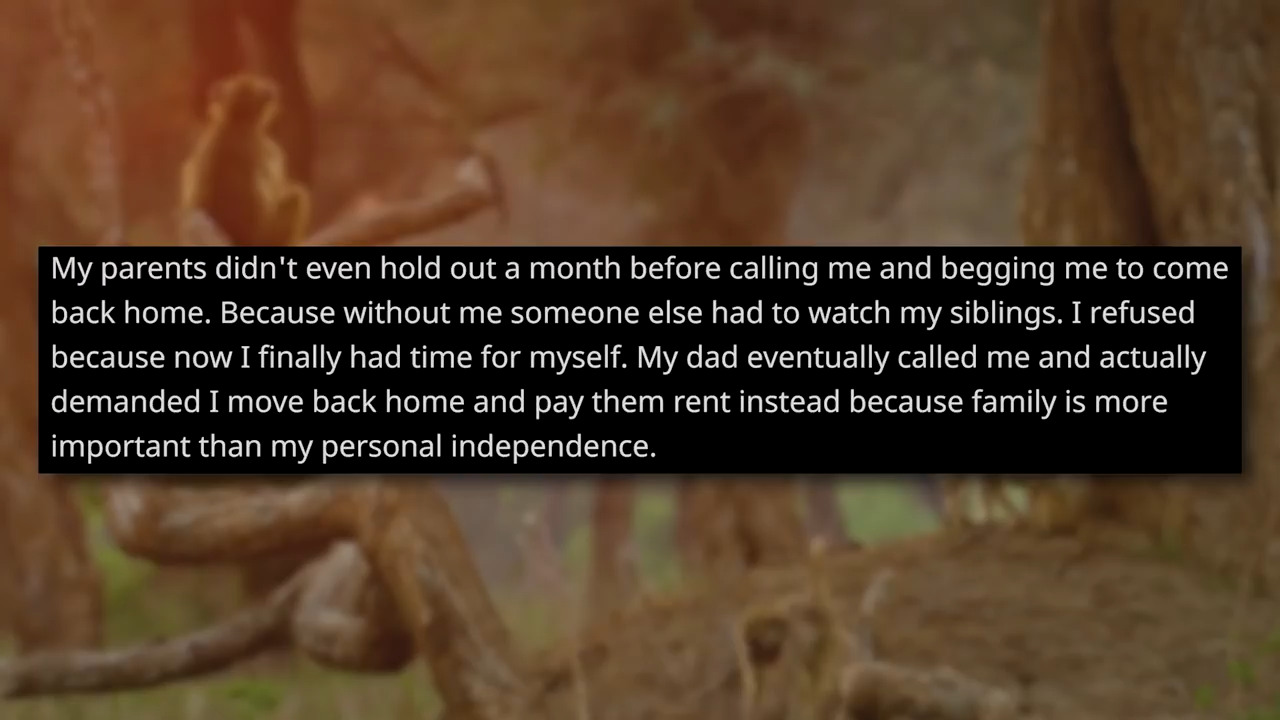 My parents didn't even hold out a month before calling me and begging me to come
back home. Because without me someone else had to watch my siblings. I refused
because now I finally had time for myself. My dad eventually called me and actually
demanded I move back home and pay them rent instead because family is more
important than my personal independence.